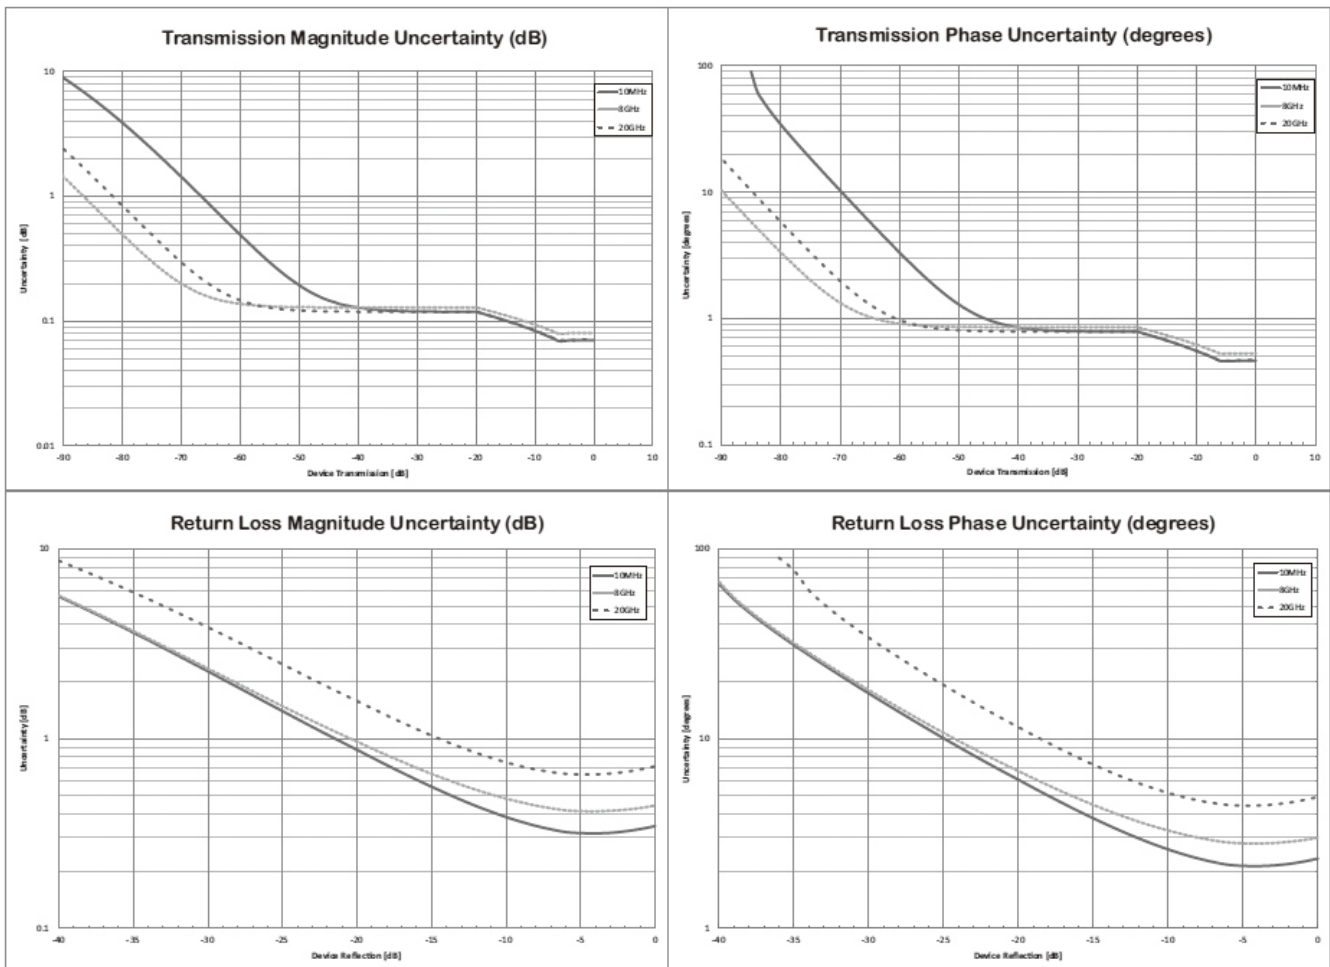 Transmission Magnitude Uncertainty (dB)
10
1
0.1
0.01
Uncertainty [dB]
10MHz
8GHz
20GHz
-90 -80 -70 -60 -50 -40 -30 -20 -10 0 10
Device Transmission [dB]
Transmission Phase Uncertainty (degrees)
100
10
1
0.1
Uncertainty [degrees]
10MHz
8GHz
20GHz
-90 -80 -70 -60 -50 -40 -30 -20 -10 0 10
Device Transmission [dB]
Return Loss Magnitude Uncertainty (dB)
10
1
0.1
Uncertainty [dB]
10MHz
8GHz
20GHz
-40 -35 -30 -25 -20 -15 -10 -5 0
Device Reflection [dB]
Return Loss Phase Uncertainty (degrees)
100
10
1
Uncertainty [degrees]
10MHz
8GHz
20GHz
-40 -35 -30 -25 -20 -15 -10 -5 0
Device Reflection [dB]